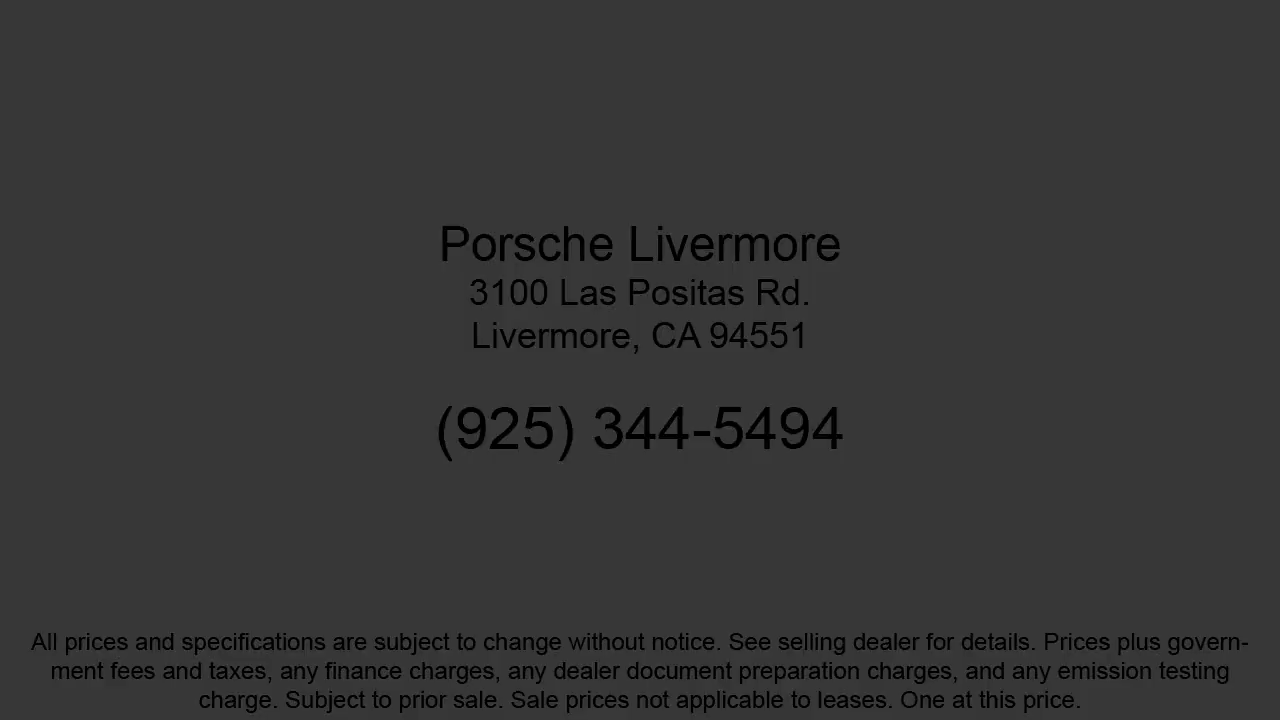 Porsche Livermore
3100 Las Positas Rd.
Livermore, CA 94551
(925) 344-5494
All prices and specifications are subject to change without notice. See selling dealer for details. Prices plus govern-
ment fees and taxes, any finance charges, any dealer document preparation charges, and any emission testing
charge. Subject to prior sale. Sale prices not applicable to leases. One at this price.